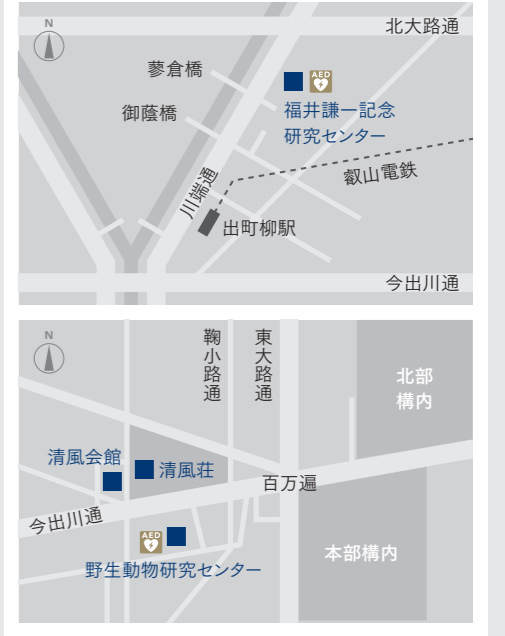 N
北大路通
蓼倉橋
AED
御蔭橋
福井謙一記念
研究センター
叡山電鉄
川端通
出町柳駅
今出川通
N
鞠小路通
東大路通
北部
構内
清風会館
清風荘
百万遍
今出川通
AED
本部構内
野生動物研究センター